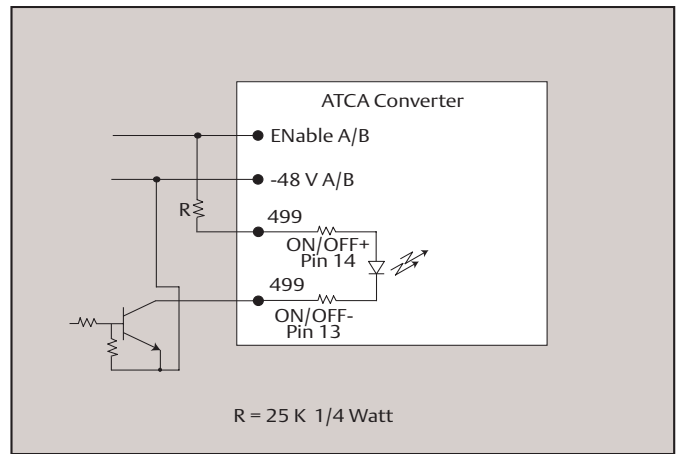 ATCA Converter
ENable A/B
-48 V A/B
R
499
ON/OFF+
Pin 14
499
ON/OFF-
Pin 13
R = 25 K 1/4 Watt